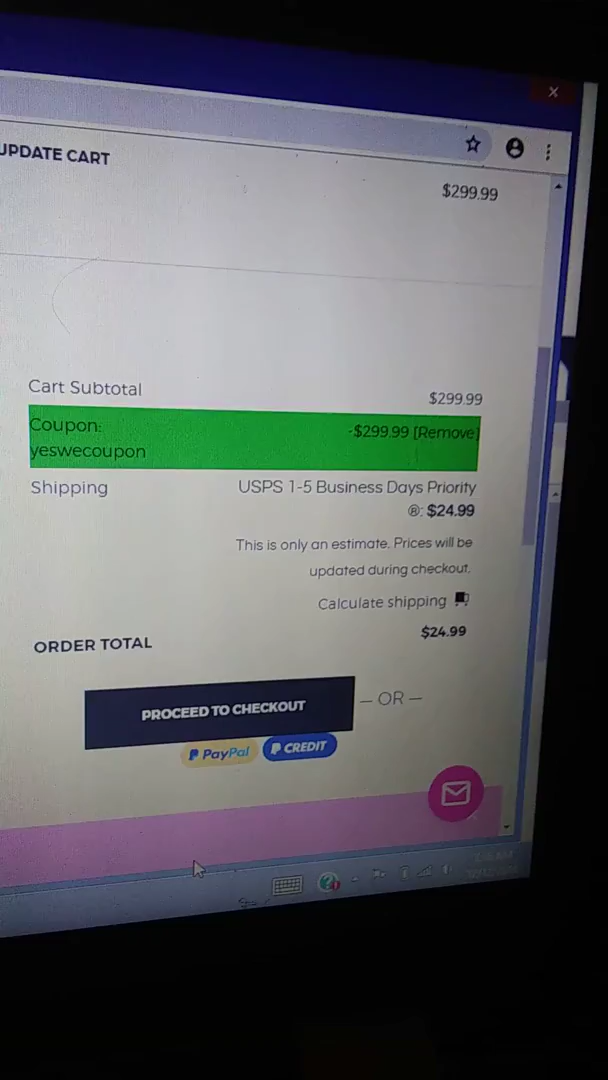 UPDATE CART
$299.99
Cart Subtotal
$299.99
Coupon:
yeswecoupon
-$299.99 [Remove]
Shipping
USPS 1-5 Business Days Priority
®: $24.99
This is only an estimate. Prices will be
updated during checkout.
Calculate shipping
ORDER TOTAL
$24.99
PROCEED TO CHECKOUT
— OR —
PayPal
CREDIT